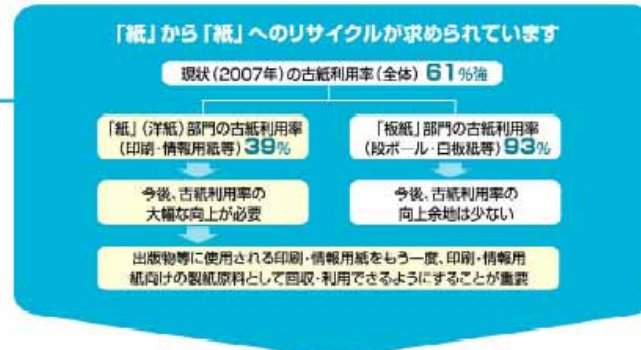 「紙」から「紙」へのリサイクルが求められています
現状(2007年)の古紙利用率(全体) 61%強
「紙」(洋紙)部門の古紙利用率
(印刷・情報用紙等) 39%
「板紙」部門の古紙利用率
(段ボール・白板紙等) 93%
今後、古紙利用率の
大幅な向上が必要
今後、古紙利用率の
向上余地は少ない
出版物等に使用される印刷・情報用紙をもう一度、印刷・情報用
紙向けの製紙原料として回収・利用できるようにすることが重要